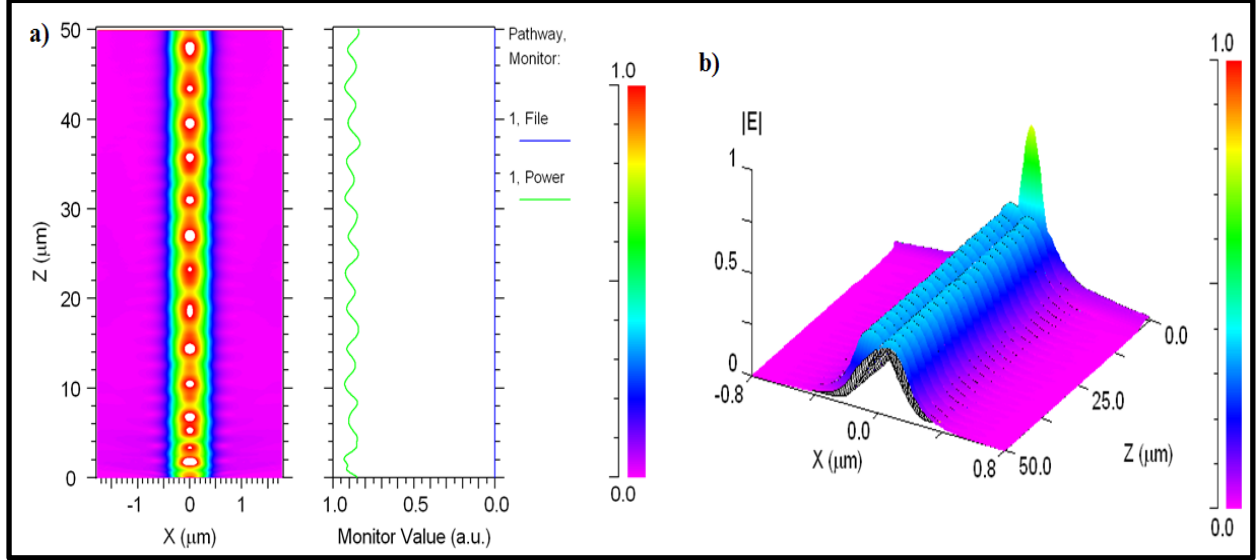 a)
50
40
30
20
10
0
Z (μm)
-1
0
1
X (μm)
1.0
0.5
0.0
Monitor Value (a.u.)
Pathway,
Monitor:
1, File
1, Power
1.0
0.0
b)
|E|
1
0.5
0
-0.8
0.0
0.8
X (μm)
0.0
25.0
50.0
Z (μm)
1.0
0.0